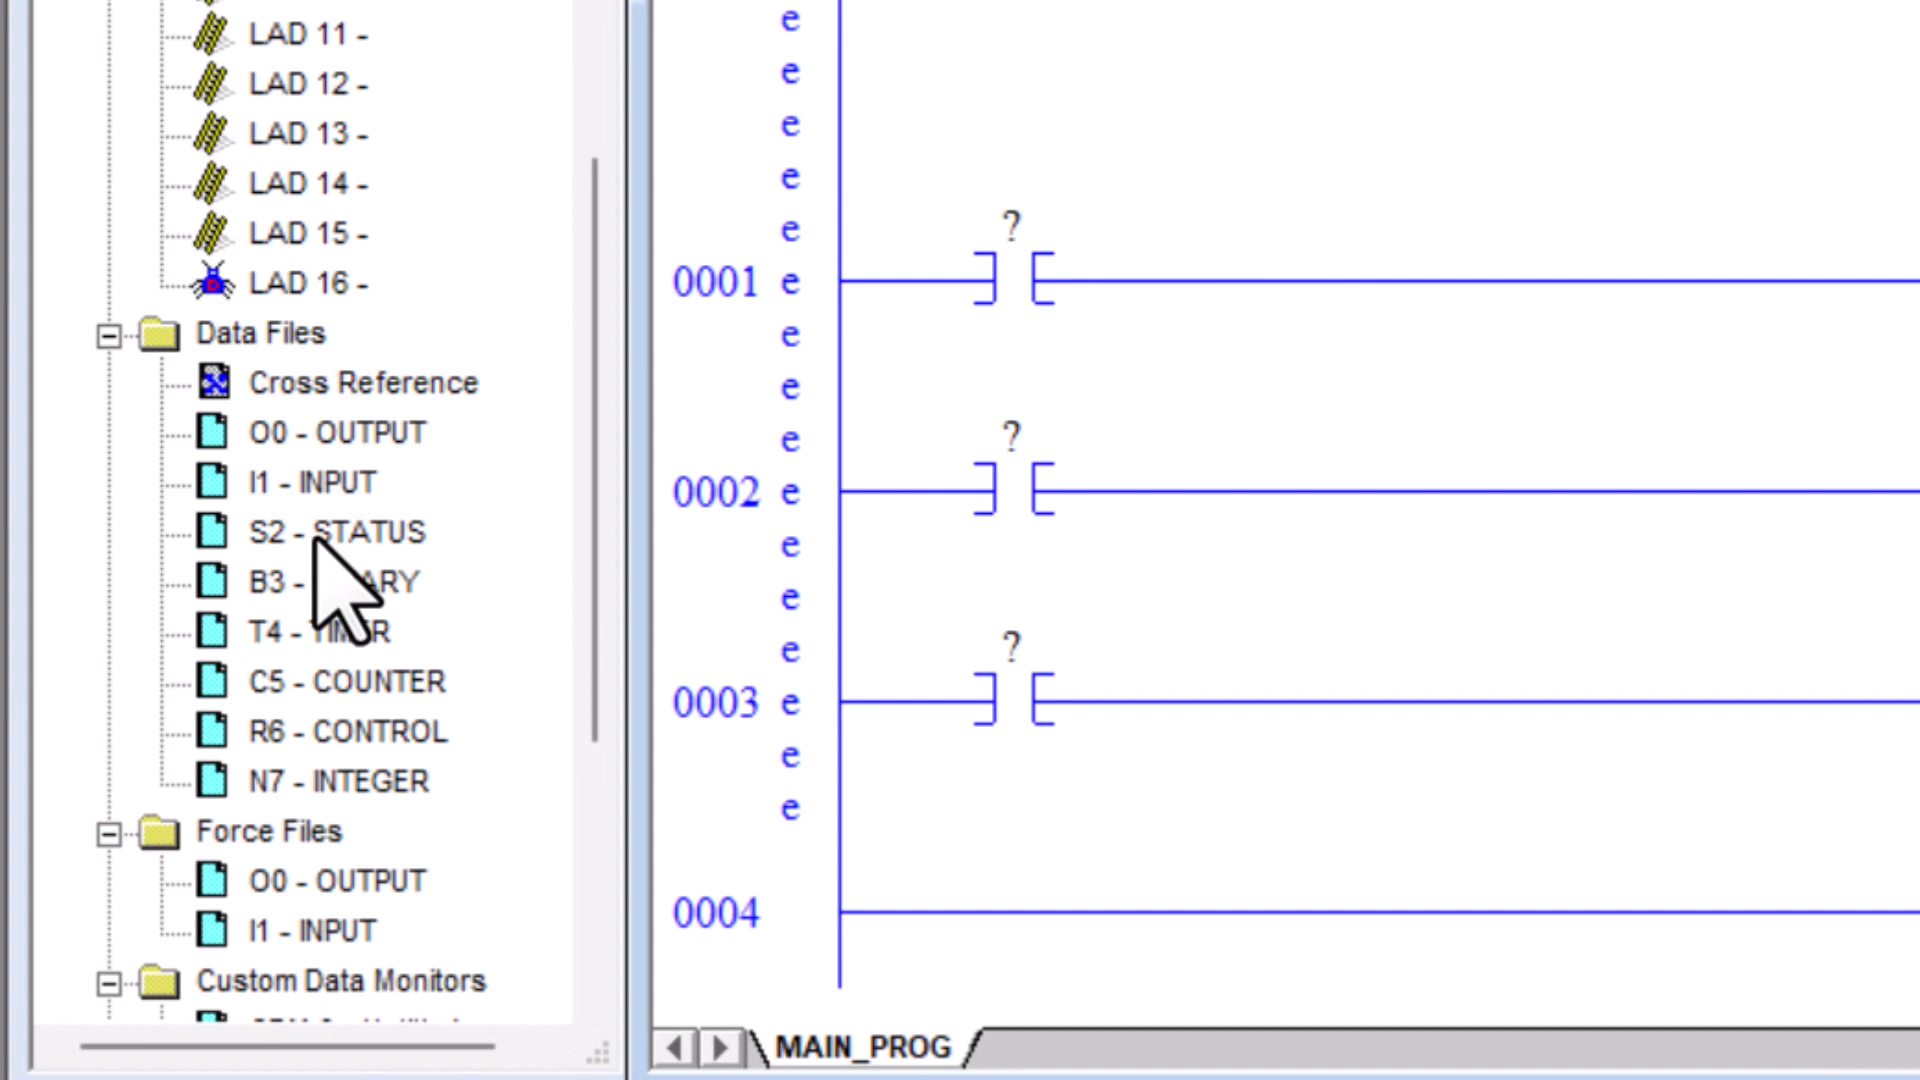 LAD 11 -
LAD 12 -
LAD 13 -
LAD 14 -
LAD 15 -
LAD 16 -
Data Files
Cross Reference
O0 - OUTPUT
I1 - INPUT
S2 - STATUS
B3 -
T4 -
C5 - COUNTER
R6 - CONTROL
N7 - INTEGER
Force Files
O0 - OUTPUT
I1 - INPUT
Custom Data Monitors
e
e
e
e
e
?
0001 e
e
e
e
?
0002 e
e
e
e
?
0003 e
e
e
0004
MAIN_PROG